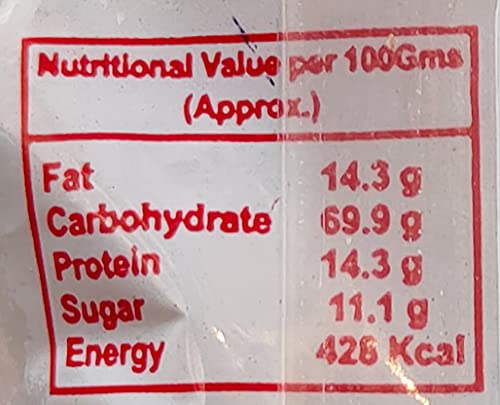 Nutritional Value per 100Gms
(Approx.)
Fat 14.3 g
Carbohydrate 69.9 g
Protein 14.3 g
Sugar 11.1 g
Energy 428 Kcal